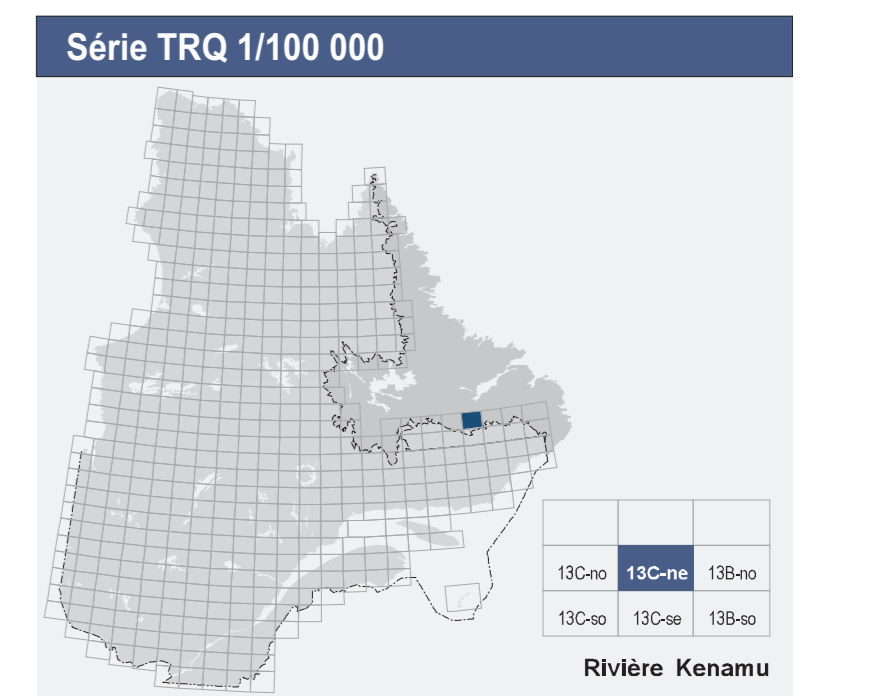 Série TRQ 1/100 000
13C-no 13C-ne 13B-no
13C-so 13C-se 13B-so
Rivière Kenamu